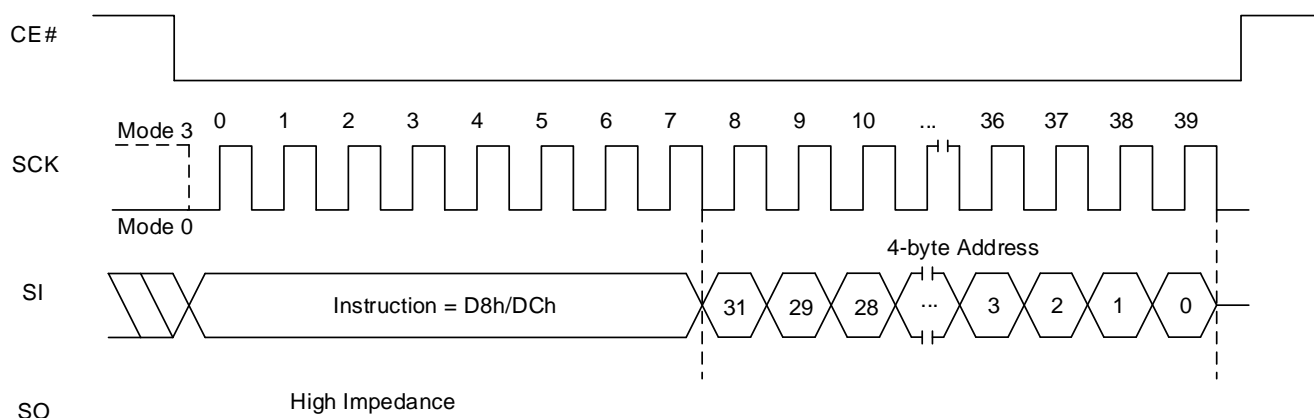 CE#
0 1 2 3 4 5 6 7 8 9 10 ... 36 37 38 39
Mode 3
SCK
Mode 0
4-byte Address
SI
Instruction = D8h/DCh 31 29 28 ... 3 2 1 0
High Impedance
SO